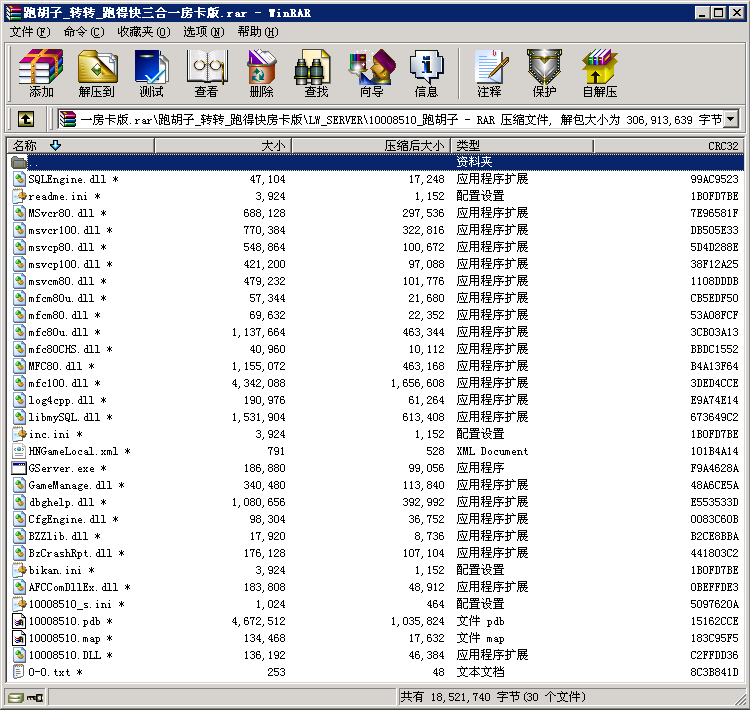 跑胡子_转转_跑得快三合一房卡版.rar - WinRAR
文件(F) 命令(C) 收藏夹(O) 选项(N) 帮助(H)
添加 解压到 测试 查看 删除 查找 向导 信息 注释 保护 自解压
一房卡版.rar\跑胡子_转转_跑得快房卡版\LW_SERVER\10008510_跑胡子 - RAR 压缩文件, 解包大小为 306,913,639 字节
名称 大小 压缩后大小 类型 CRC32
.. 资料夹
SQLEngine.dll * 47,104 17,248 应用程序扩展 99AC9523
readme.ini * 3,924 1,152 配置设置 1B0FD7BE
MSvcr80.dll * 688,128 297,536 应用程序扩展 7E96581F
msvcr100.dll * 770,384 322,816 应用程序扩展 DB505E33
msvcp80.dll * 548,864 100,672 应用程序扩展 5D4D288E
msvcp100.dll * 421,200 97,088 应用程序扩展 38F12A25
msvcm80.dll * 479,232 101,776 应用程序扩展 1108DDDB
mfcm80u.dll * 57,344 21,680 应用程序扩展 CB5EDF50
mfcm80.dll * 69,632 22,352 应用程序扩展 53A08FCF
mfc80u.dll * 1,137,664 463,344 应用程序扩展 3CB03A13
mfc80CHS.dll * 40,960 10,112 应用程序扩展 BBDC1552
MFC80.dll * 1,155,072 463,168 应用程序扩展 B4A13F64
mfc100.dll * 4,342,088 1,656,608 应用程序扩展 3DED4CCE
log4cpp.dll * 190,976 61,264 应用程序扩展 E9A74E14
libmySQL.dll * 1,531,904 613,408 应用程序扩展 673649C2
inc.ini * 3,924 1,152 配置设置 1B0FD7BE
HNGameLocal.xml * 791 528 XML Document 101B4A14
GServer.exe * 186,880 99,056 应用程序 F9A4628A
GameManage.dll * 340,480 113,840 应用程序扩展 48A6CE5A
dbghelp.dll * 1,080,656 392,992 应用程序扩展 E553533D
CfgEngine.dll * 98,304 36,752 应用程序扩展 0083C60B
BZZlib.dll * 17,920 8,736 应用程序扩展 B2CE8BBA
BzCrashRpt.dll * 176,128 107,104 应用程序扩展 441803C2
bikan.ini * 3,924 1,152 配置设置 1B0FD7BE
AFCComDllEx.dll * 183,808 48,912 应用程序扩展 0BEFFDE3
10008510_s.ini * 1,024 464 配置设置 5097620A
10008510.pdb * 4,672,512 1,035,824 文件 pdb 15162CCE
10008510.map * 134,468 17,632 文件 map 183C95F5
10008510.DLL * 136,192 46,384 应用程序扩展 C2FFDD36
0-0.txt * 253 48 文本文档 8C3B841D
共有 18,521,740 字节(30 个文件)